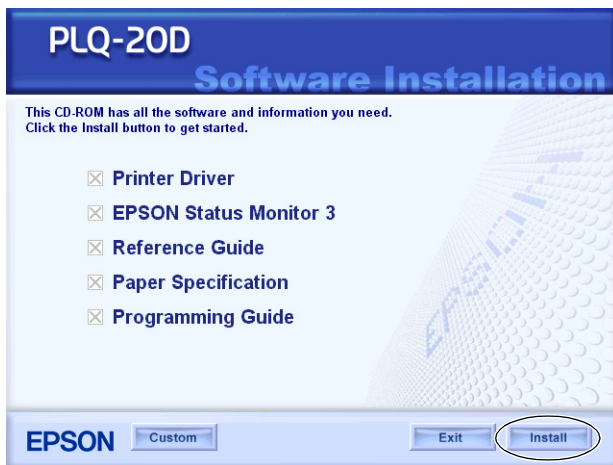 PLQ-20D
Software Installation
This CD-ROM has all the software and information you need.
Click the Install button to get started.
Printer Driver
EPSON Status Monitor 3
Reference Guide
Paper Specification
Programming Guide
EPSON
EPSON
Custom
Exit
Install